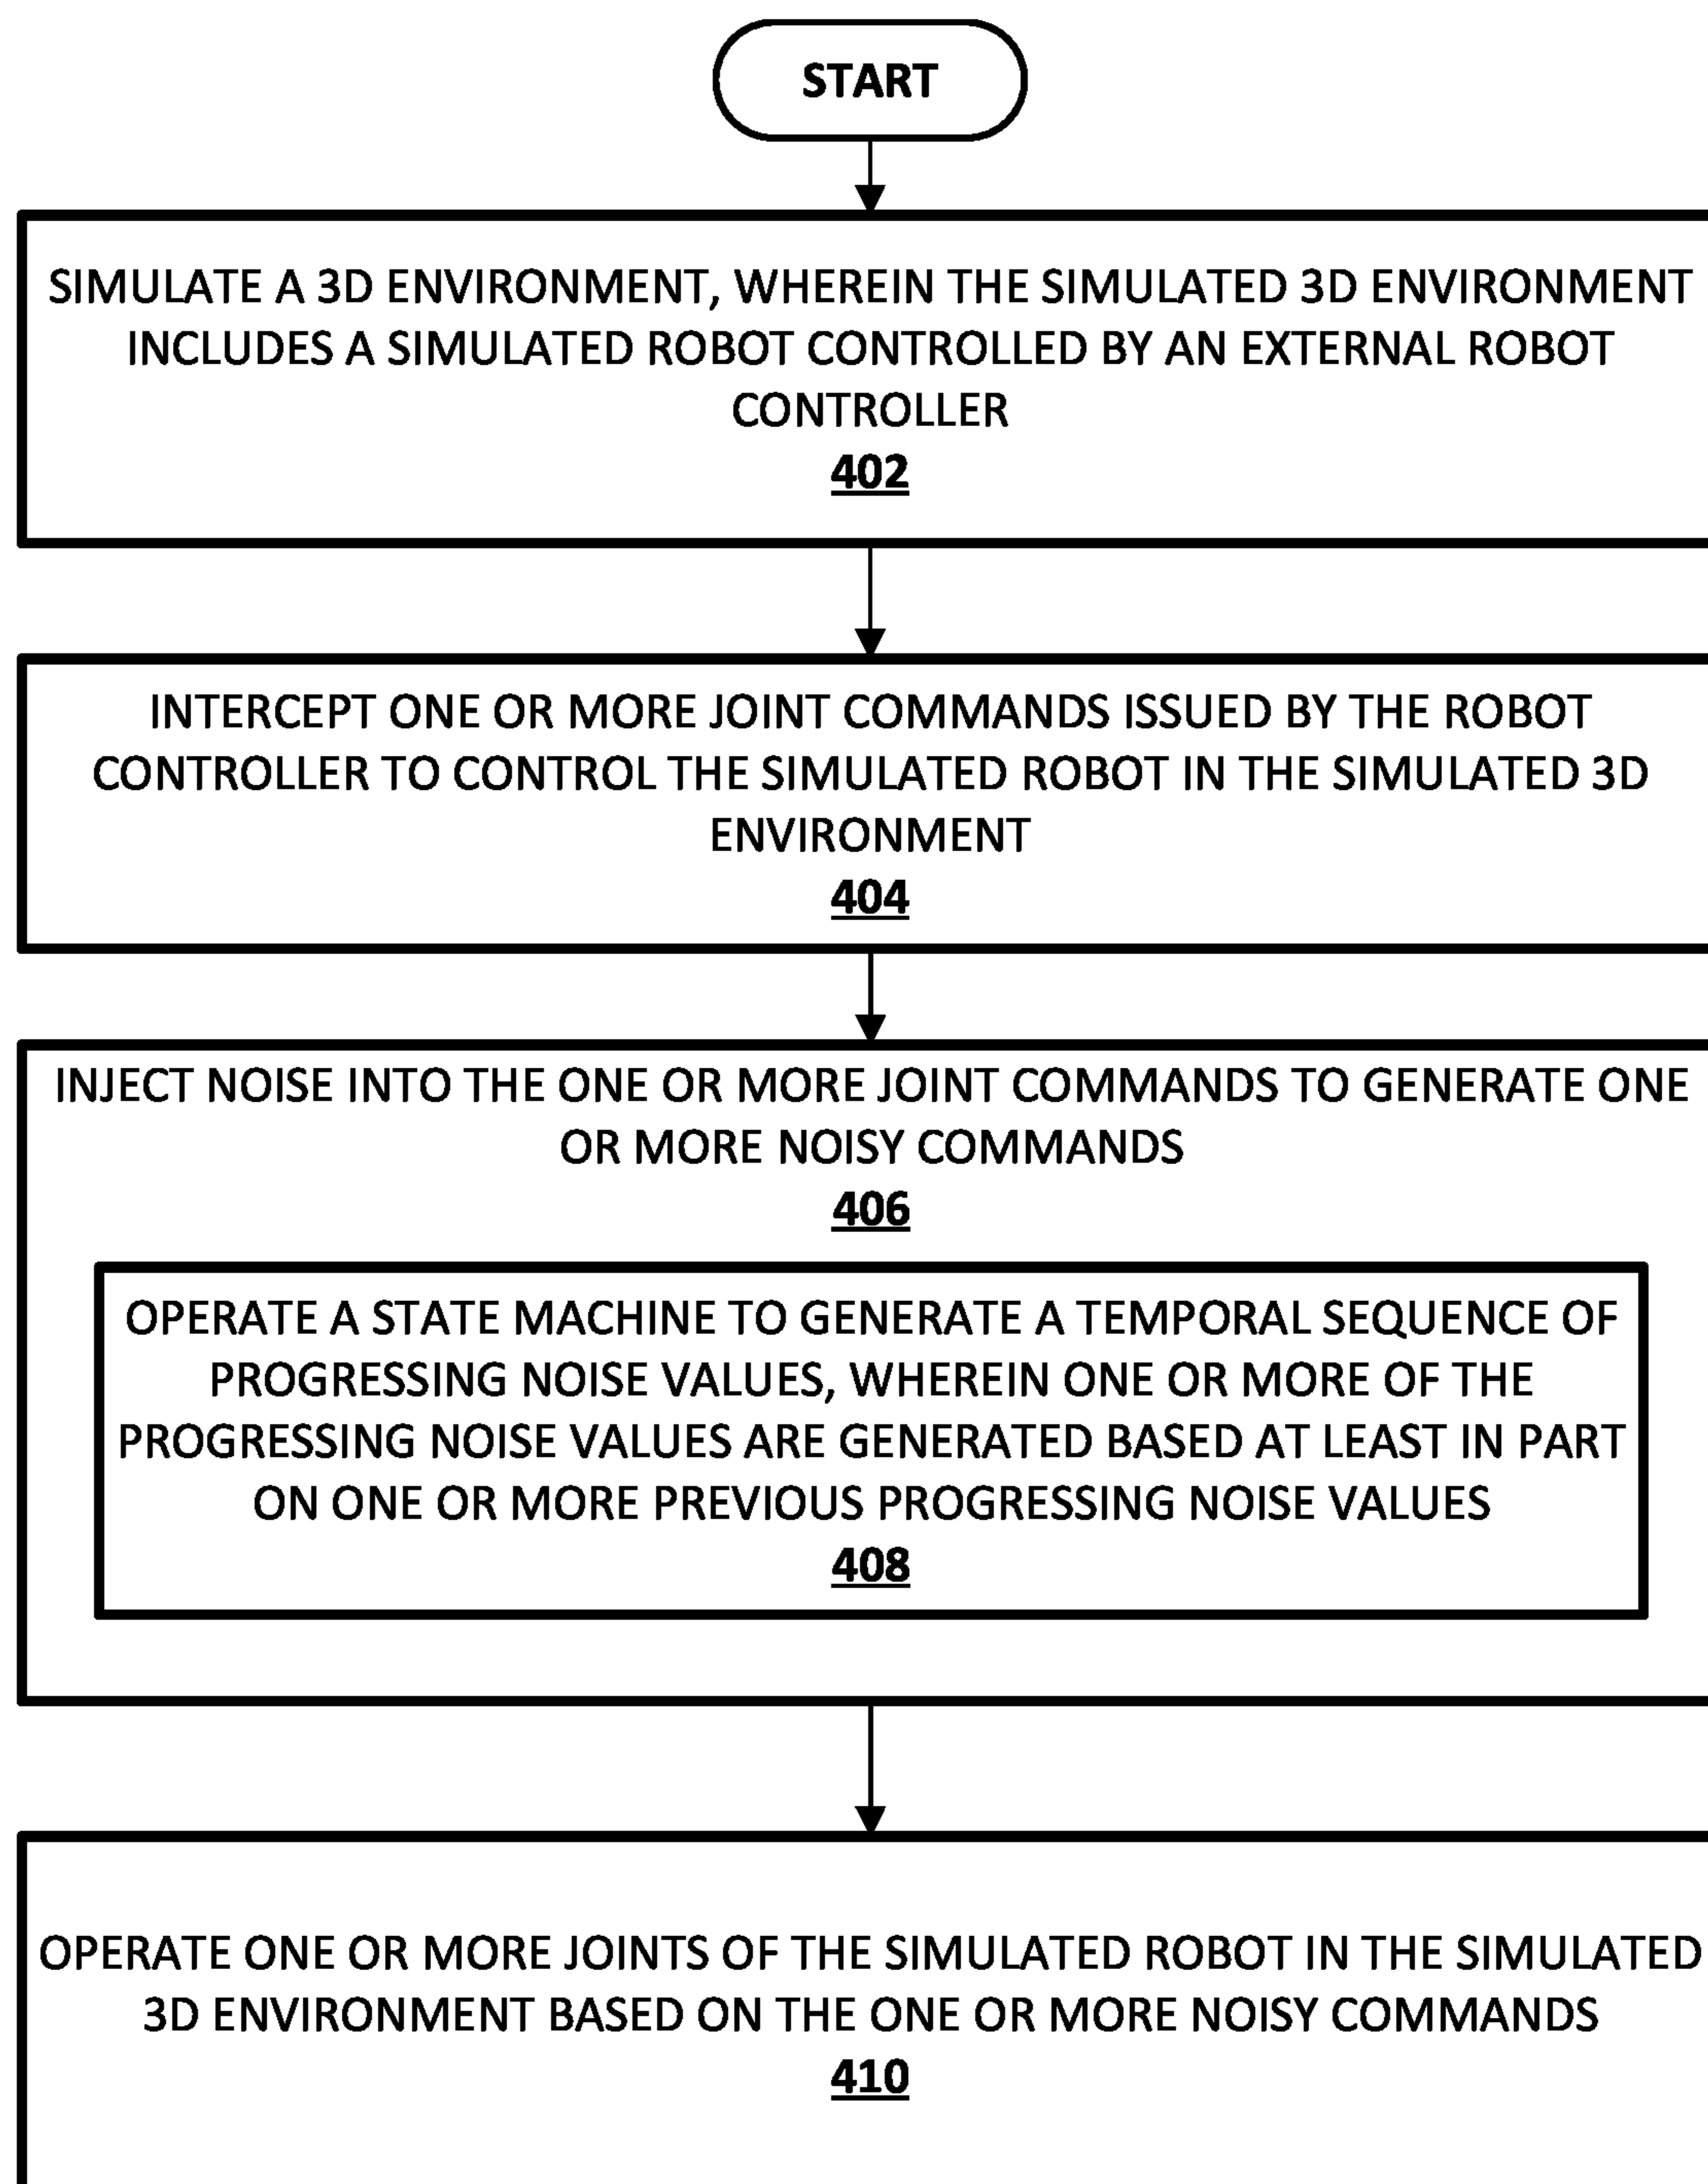 START
SIMULATE A 3D ENVIRONMENT, WHEREIN THE SIMULATED 3D ENVIRONMENT
INCLUDES A SIMULATED ROBOT CONTROLLED BY AN EXTERNAL ROBOT
CONTROLLER
402
INTERCEPT ONE OR MORE JOINT COMMANDS ISSUED BY THE ROBOT
CONTROLLER TO CONTROL THE SIMULATED ROBOT IN THE SIMULATED 3D
ENVIRONMENT
404
INJECT NOISE INTO THE ONE OR MORE JOINT COMMANDS TO GENERATE ONE
OR MORE NOISY COMMANDS
406
OPERATE A STATE MACHINE TO GENERATE A TEMPORAL SEQUENCE OF
PROGRESSING NOISE VALUES, WHEREIN ONE OR MORE OF THE
PROGRESSING NOISE VALUES ARE GENERATED BASED AT LEAST IN PART
ON ONE OR MORE PREVIOUS PROGRESSING NOISE VALUES
408
OPERATE ONE OR MORE JOINTS OF THE SIMULATED ROBOT IN THE SIMULATED
3D ENVIRONMENT BASED ON THE ONE OR MORE NOISY COMMANDS
410